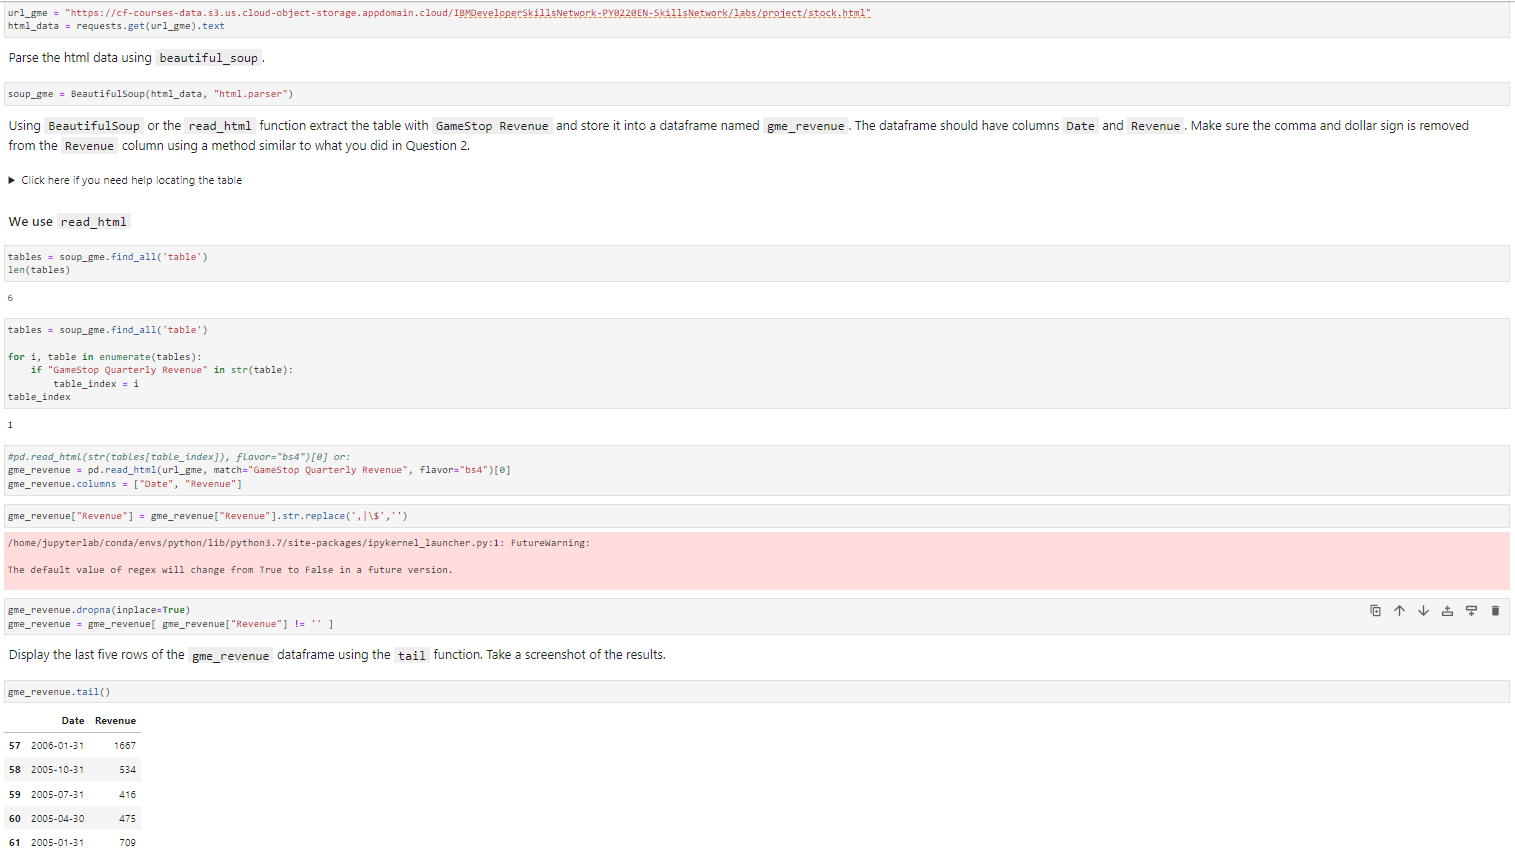 url_gme = "https://cf-courses-data.s3.us.cloud-object-storage.appdomain.cloud/IBMDeveloperSkillsNetwork-PY0220EN-SkillsNetwork/labs/project/stock.html"
html_data = requests.get(url_gme).text
Parse the html data using beautiful_soup .
soup_gme = BeautifulSoup(html_data, "html.parser")
Using BeautifulSoup or the read_html function extract the table with GameStop Revenue and store it into a dataframe named gme_revenue . The dataframe should have columns Date and Revenue . Make sure the comma and dollar sign is removed
from the Revenue column using a method similar to what you did in Question 2.
▶ Click here if you need help locating the table
We use read_html
tables = soup_gme.find_all('table')
len(tables)
6
tables = soup_gme.find_all('table')
for i, table in enumerate(tables):
    if "GameStop Quarterly Revenue" in str(table):
        table_index = i
table_index
1
#pd.read_html(str(tables[table_index]), flavor="bs4")[0] or:
gme_revenue = pd.read_html(url_gme, match="GameStop Quarterly Revenue", flavor="bs4")[0]
gme_revenue.columns = ["Date", "Revenue"]
gme_revenue["Revenue"] = gme_revenue["Revenue"].str.replace(',|\$','')
/home/jupyterlab/conda/envs/python/lib/python3.7/site-packages/ipykernel_launcher.py:1: FutureWarning:
The default value of regex will change from True to False in a future version.
gme_revenue.dropna(inplace=True)
gme_revenue = gme_revenue[ gme_revenue["Revenue"] != '' ]
Display the last five rows of the gme_revenue dataframe using the tail function. Take a screenshot of the results.
gme_revenue.tail()
Date Revenue
57 2006-01-31 1667
58 2005-10-31 534
59 2005-07-31 416
60 2005-04-30 475
61 2005-01-31 709